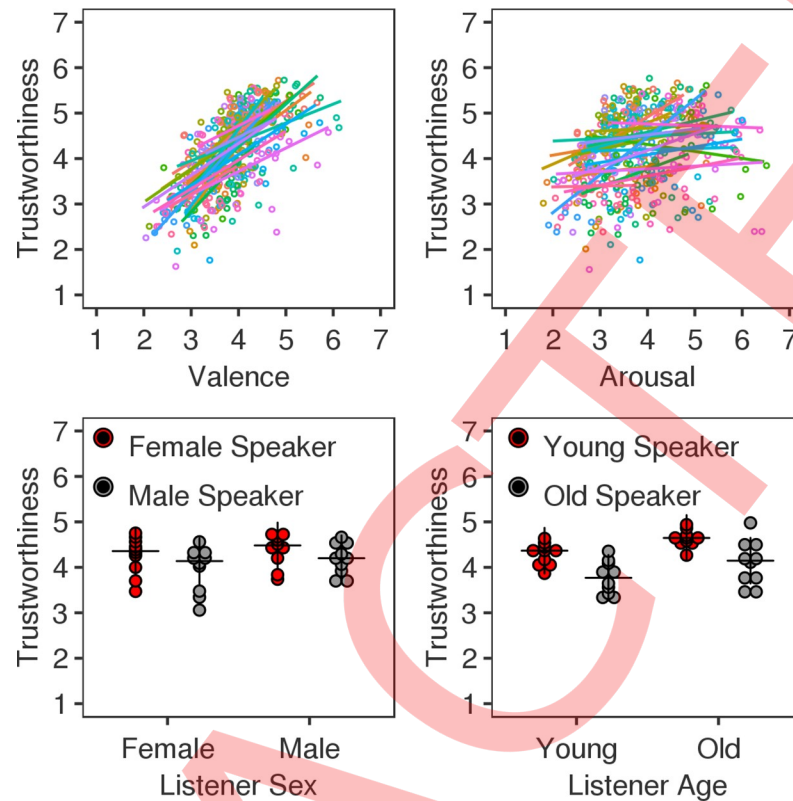 7
6
5
4
3
2
1
Trustworthiness
1 2 3 4 5 6 7
Valence
7
6
5
4
3
2
1
Trustworthiness
1 2 3 4 5 6 7
Arousal
7
6
5
4
3
2
1
Trustworthiness
Female Speaker
Male Speaker
Female Male
Listener Sex
7
6
5
4
3
2
1
Trustworthiness
Young Speaker
Old Speaker
Young Old
Listener Age